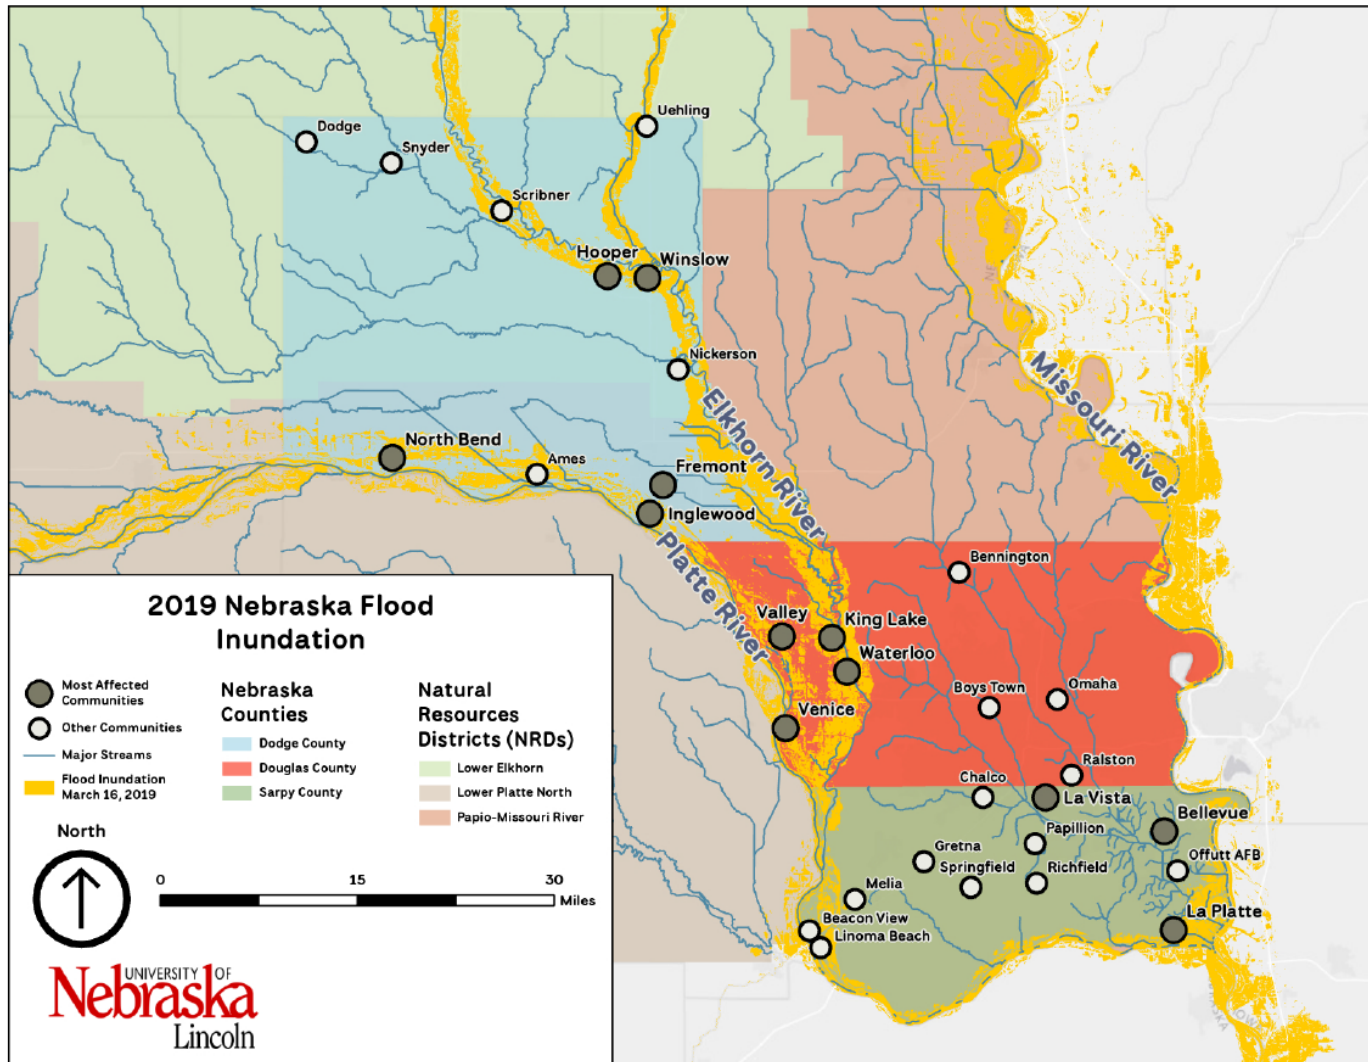 Uehling
Dodge
Snyder
Scribner
Hooper
Winslow
Nickerson
Elkhorn River
Missouri River
North Bend
Ames
Fremont
Inglewood
Platte River
Bennington
Valley
King Lake
Waterloo
Boys Town
Omaha
Venice
Ralston
Chalco
La Vista
Bellevue
Papillion
Gretna
Offutt AFB
Springfield
Richfield
Melia
La Platte
Beacon View
Linoma Beach
2019 Nebraska Flood
Inundation
Most Affected
Communities
Other Communities
Major Streams
Flood Inundation
March 16, 2019
Nebraska
Counties
Dodge County
Douglas County
Sarpy County
Natural
Resources
Districts (NRDs)
Lower Elkhorn
Lower Platte North
Papio-Missouri River
North
0 15 30
Miles
UNIVERSITY OF
Nebraska
Lincoln